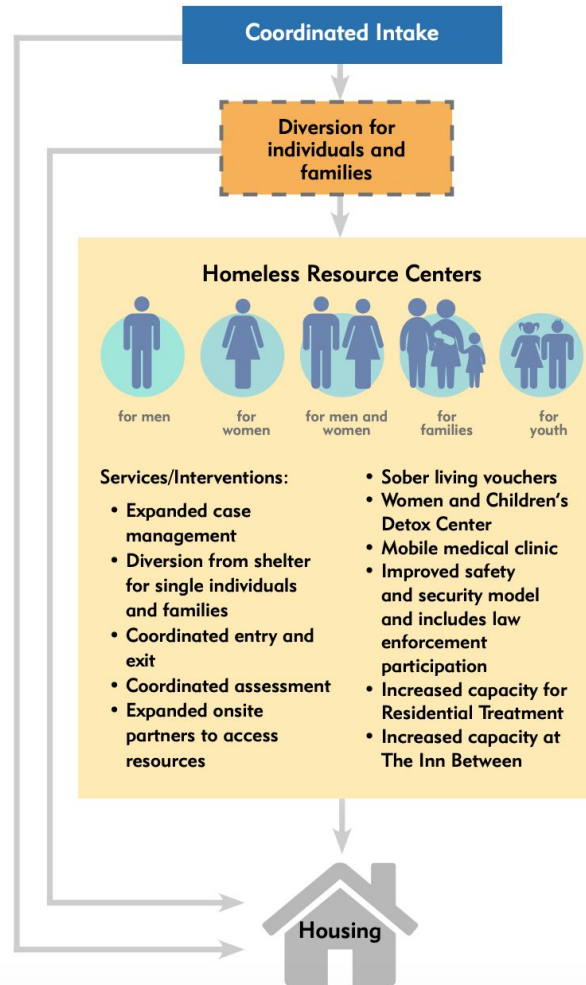 Coordinated Intake
Diversion for
individuals and
families
Homeless Resource Centers
for men
for
women
for men and
women
for
families
for
youth
Services/Interventions:
• Expanded case
management
• Diversion from shelter
for single individuals
and families
• Coordinated entry and
exit
• Coordinated assessment
• Expanded onsite
partners to access
resources
• Sober living vouchers
• Women and Children’s
Detox Center
• Mobile medical clinic
• Improved safety
and security model
and includes law
enforcement
participation
• Increased capacity for
Residential Treatment
• Increased capacity at
The Inn Between
Housing